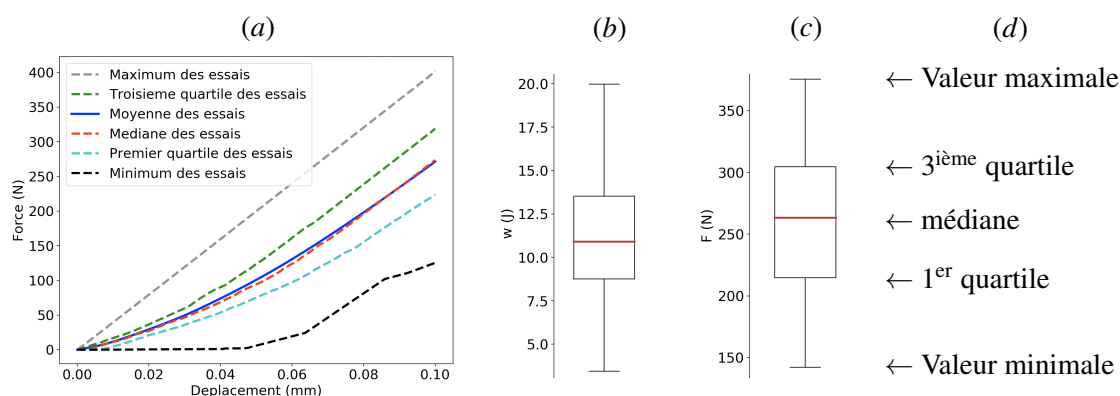 (a)
Force (N)
400
350
300
250
200
150
100
50
0
Maximum des essais
Troisieme quartile des essais
Moyenne des essais
Mediane des essais
Premier quartile des essais
Minimum des essais
0.00 0.02 0.04 0.06 0.08 0.10
Deplacement (mm)
(b)
w (J)
20.0
17.5
15.0
12.5
10.0
7.5
5.0
(c)
F (N)
350
300
250
200
150
(d)
← Valeur maximale
← 3ième quartile
← médiane
← 1er quartile
← Valeur minimale